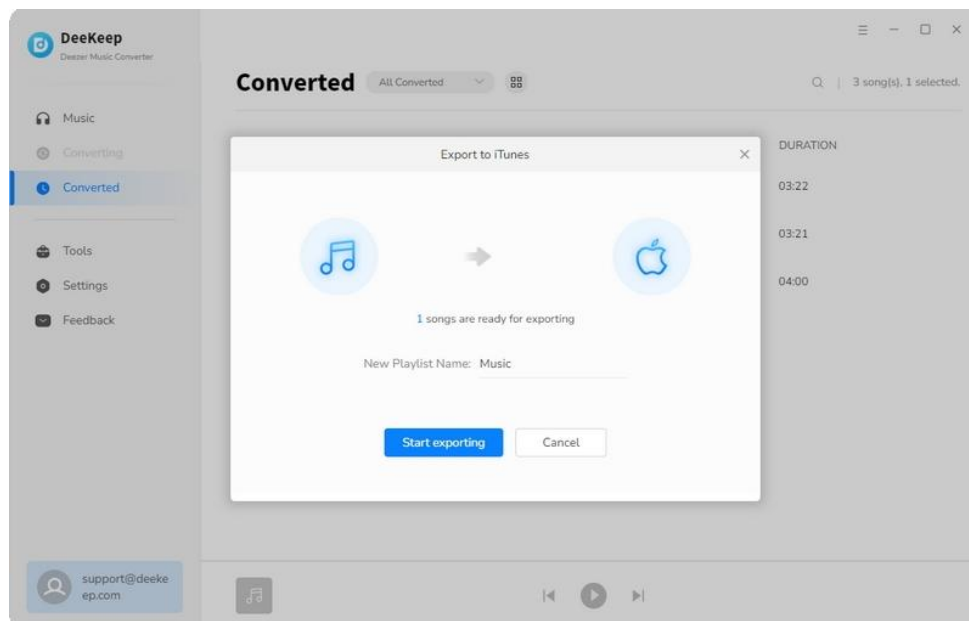 DeeKeep
Deezer Music Converter
Converted
All Converted
3 song(s), 1 selected.
Music
Converting
Converted
Tools
Settings
Feedback
DURATION
03:22
03:21
04:00
Export to iTunes
1 songs are ready for exporting
New Playlist Name: Music
Start exporting
Cancel
support@deeke
ep.com